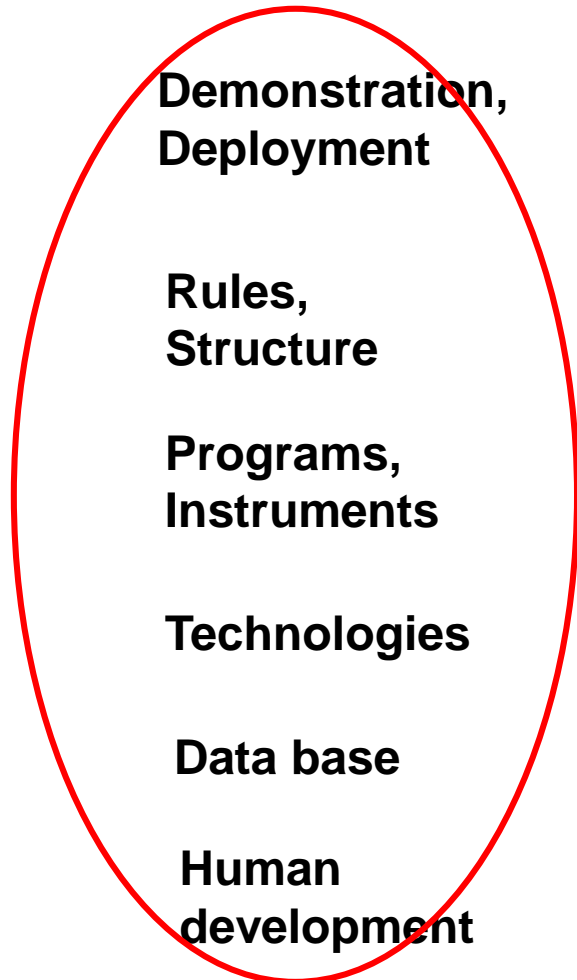 Demonstration,
Deployment
Rules,
Structure
Programs,
Instruments
Technologies
Data base
Human
development